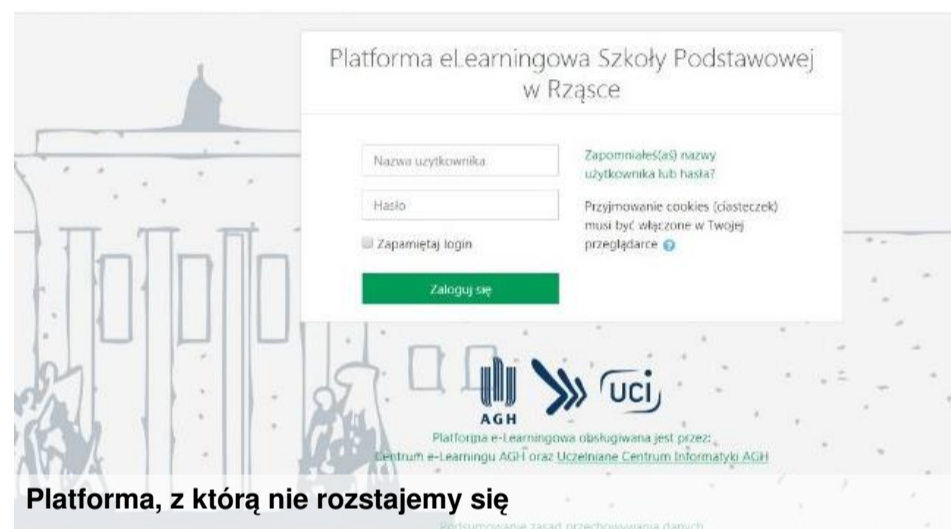 Platforma eLearningowa Szkoły Podstawowej
w Rząsce
Nazwa użytkownika
Zapomniałeś(aś) nazwy
użytkownika lub hasła?
Hasło
Przyjmowanie cookies (ciasteczek)
musi być włączone w Twojej
przeglądarce
Zapamiętaj login
Zaloguj się
AGH
UCI
Platforma e-Learningowa obsługiwana jest przez:
Centrum e-Learningu AGH oraz Uczelniane Centrum Informatyki AGH
Platforma, z którą nie rozstajemy się
Podsumowanie zasad przechowywania danych